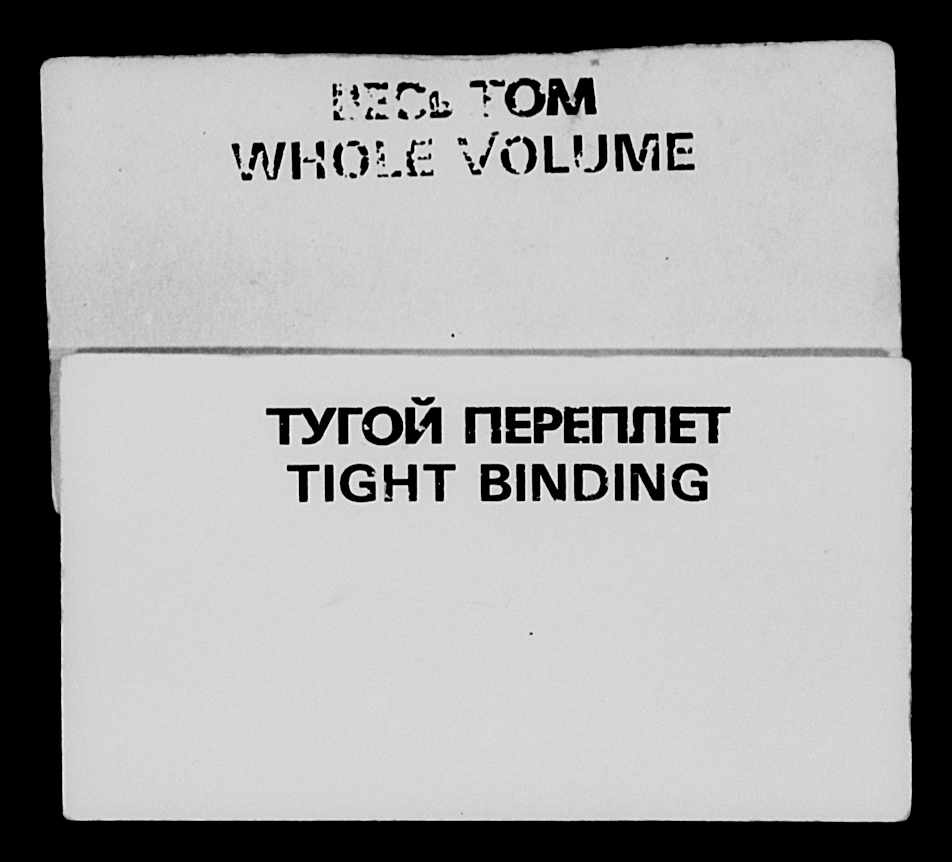 ВЕСЬ ТОМ
WHOLE VOLUME
ТУГОЙ ПЕРЕПЛЕТ
TIGHT BINDING